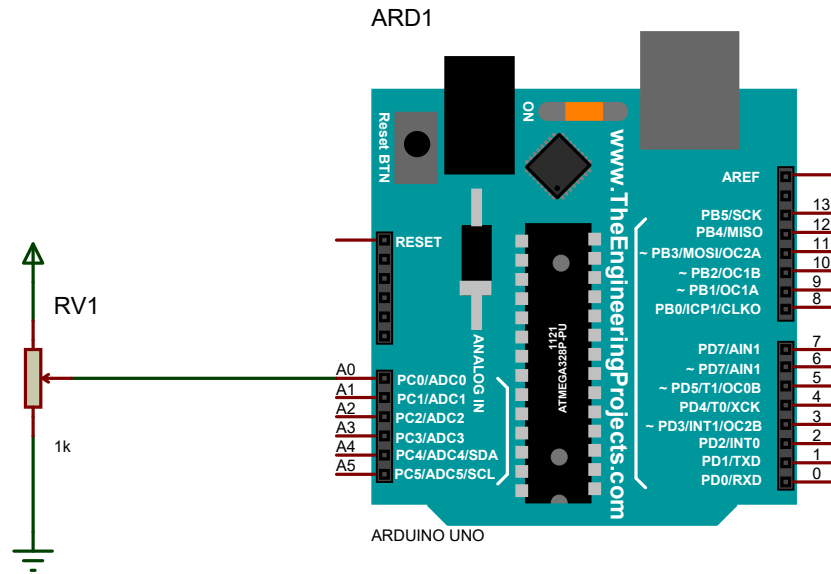 ARD1
ON
Reset BTN
www.TheEngineeringProjects.com
AREF
13
PB5/SCK
12
PB4/MISO
11
~ PB3/MOSI/OC2A
10
~ PB2/OC1B
9
~ PB1/OC1A
8
PB0/ICP1/CLKO
RESET
RV1
1k
ANALOG IN
1121
ATMEGA328P-PU
A0
PC0/ADC0
A1
PC1/ADC1
A2
PC2/ADC2
A3
PC3/ADC3
A4
PC4/ADC4/SDA
A5
PC5/ADC5/SCL
7
PD7/AIN1
6
~ PD7/AIN1
5
~ PD5/T1/OC0B
4
PD4/T0/XCK
3
~ PD3/INT1/OC2B
2
PD2/INT0
1
PD1/TXD
0
PD0/RXD
ARDUINO UNO